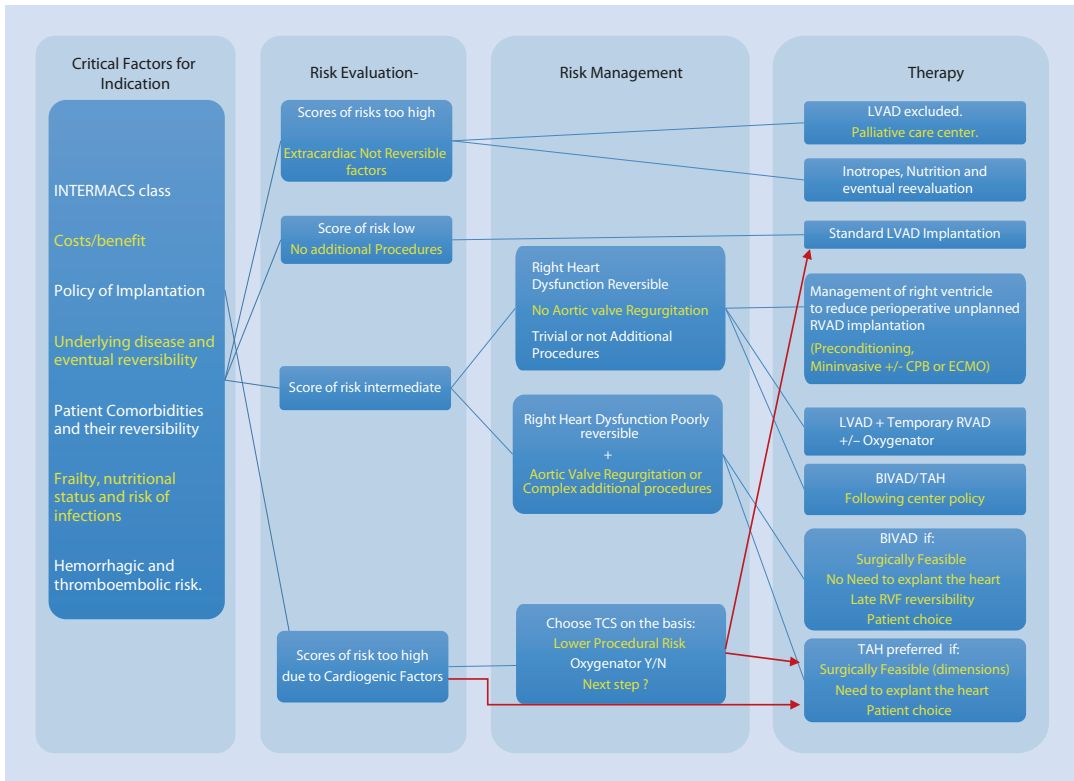 Critical Factors for
Indication
INTERMACS class
Costs/benefit
Policy of Implantation
Underlying disease and
eventual reversibility
Patient Comorbidities
and their reversibility
Frailty, nutritional
status and risk of
infections
Hemorrhagic and
thromboembolic risk.
Risk Evaluation-
Scores of risks too high
Extracardiac Not Reversible
factors
Score of risk low
No additional Procedures
Score of risk intermediate
Scores of risk too high
due to Cardiogenic Factors
Risk Management
Right Heart
Dysfunction Reversible
No Aortic valve Regurgitation
Trivial or not Additional
Procedures
Right Heart Dysfunction Poorly
reversible
+
Aortic Valve Regurgitation or
Complex additional procedures
Choose TCS on the basis:
Lower Procedural Risk
Oxygenator Y/N
Next step ?
Therapy
LVAD excluded.
Palliative care center.
Inotropes, Nutrition and
eventual reevaluation
Standard LVAD Implantation
Management of right ventricle
to reduce perioperative unplanned
RVAD implantation
(Preconditioning,
Mininvasive +/- CPB or ECMO)
LVAD + Temporary RVAD
+/– Oxygenator
BIVAD/ TAH
Following center policy
BIVAD if:
Surgically Feasible
No Need to explant the heart
Late RVF reversibility
Patient choice
TAH preferred if:
Surgically Feasible (dimensions)
Need to explant the heart
Patient choice